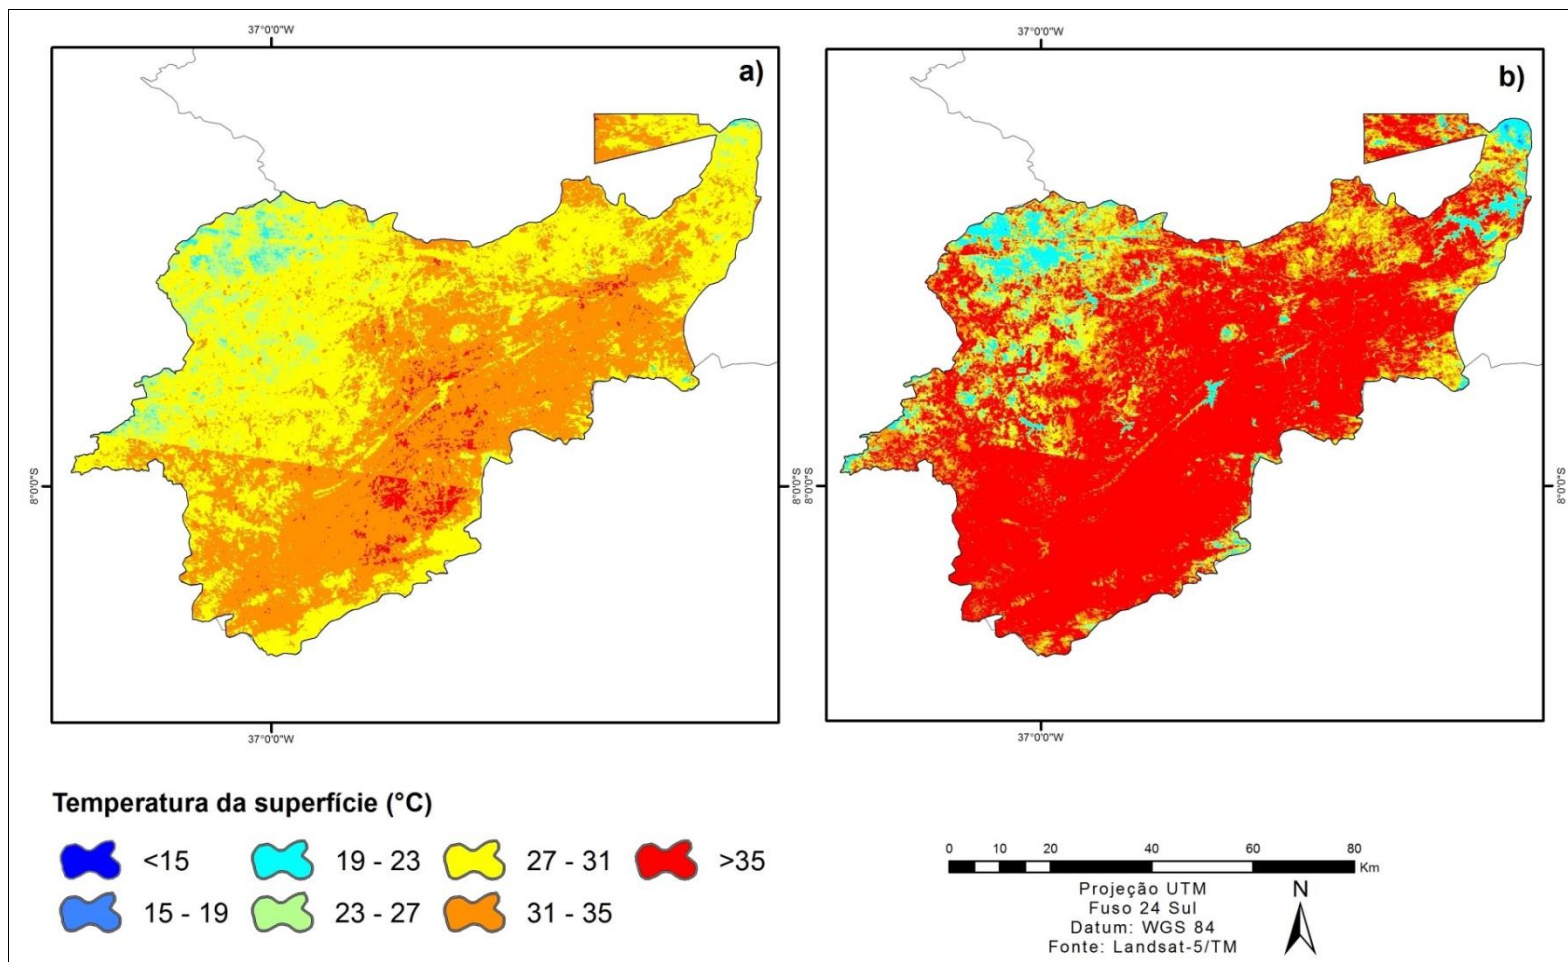 37°0'0"W
37°0'0"W
a)
b)
8°0'0"S
8°0'0"S
8°0'0"S
37°0'0"W
37°0'0"W
Temperatura da superfície (°C)
<15
19 - 23
27 - 31
>35
15 - 19
23 - 27
31 - 35
0 10 20 40 60 80
Km
Projeção UTM
Fuso 24 Sul
Datum: WGS 84
Fonte: Landsat-5/TM
N